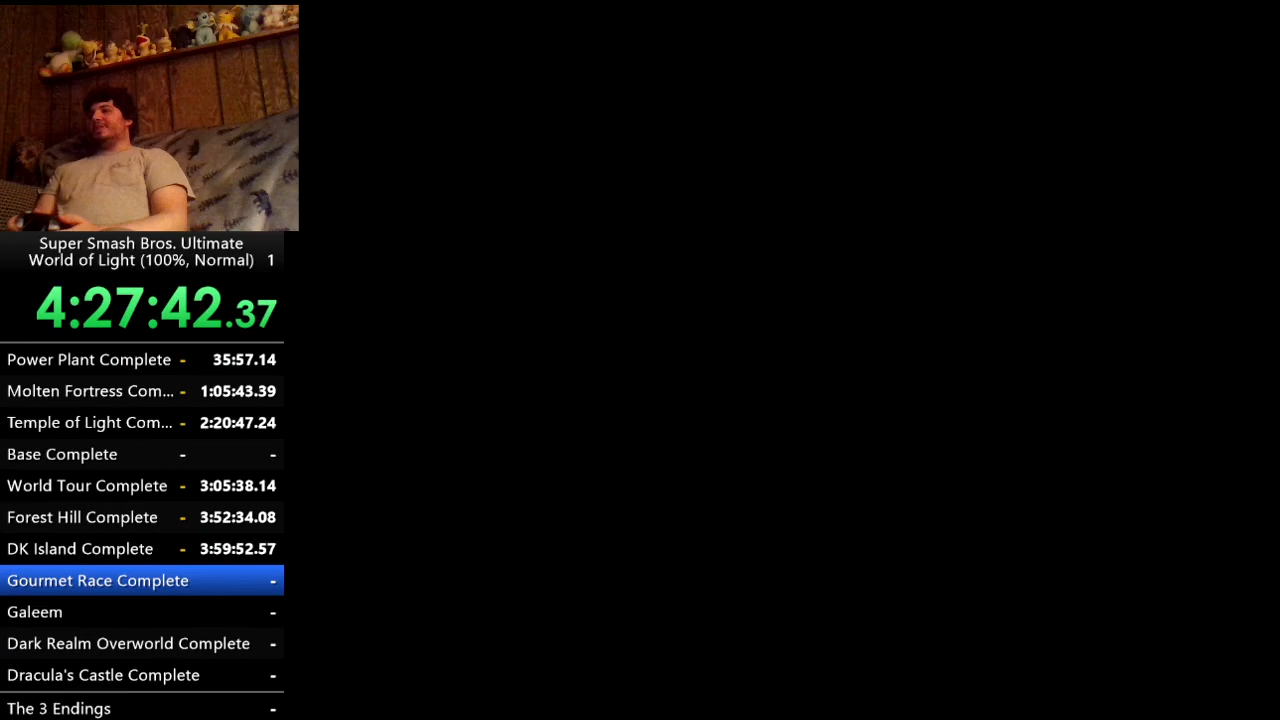 Super Smash Bros. Ultimate
World of Light (100%, Normal) 1
4:27:42.37
Power Plant Complete - 35:57.14
Molten Fortress Com... - 1:05:43.39
Temple of Light Com... - 2:20:47.24
Base Complete - -
World Tour Complete - 3:05:38.14
Forest Hill Complete - 3:52:34.08
DK Island Complete - 3:59:52.57
Gourmet Race Complete -
Galeem -
Dark Realm Overworld Complete -
Dracula's Castle Complete -
The 3 Endings -